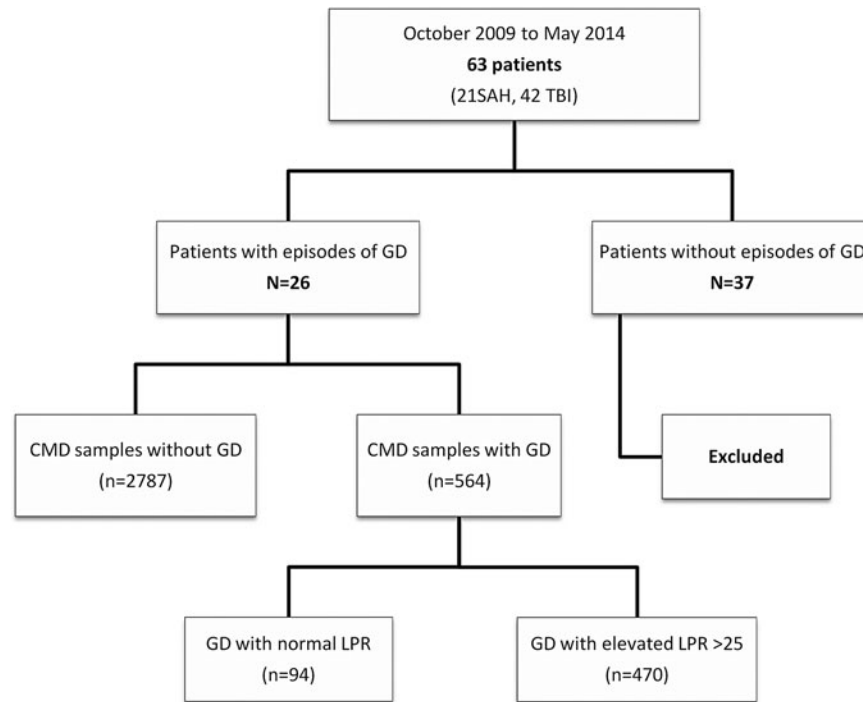 October 2009 to May 2014
63 patients
(21SAH, 42 TBI)
Patients with episodes of GD
N=26
Patients without episodes of GD
N=37
CMD samples without GD
(n=2787)
CMD samples with GD
(n=564)
Excluded
GD with normal LPR
(n=94)
GD with elevated LPR >25
(n=470)